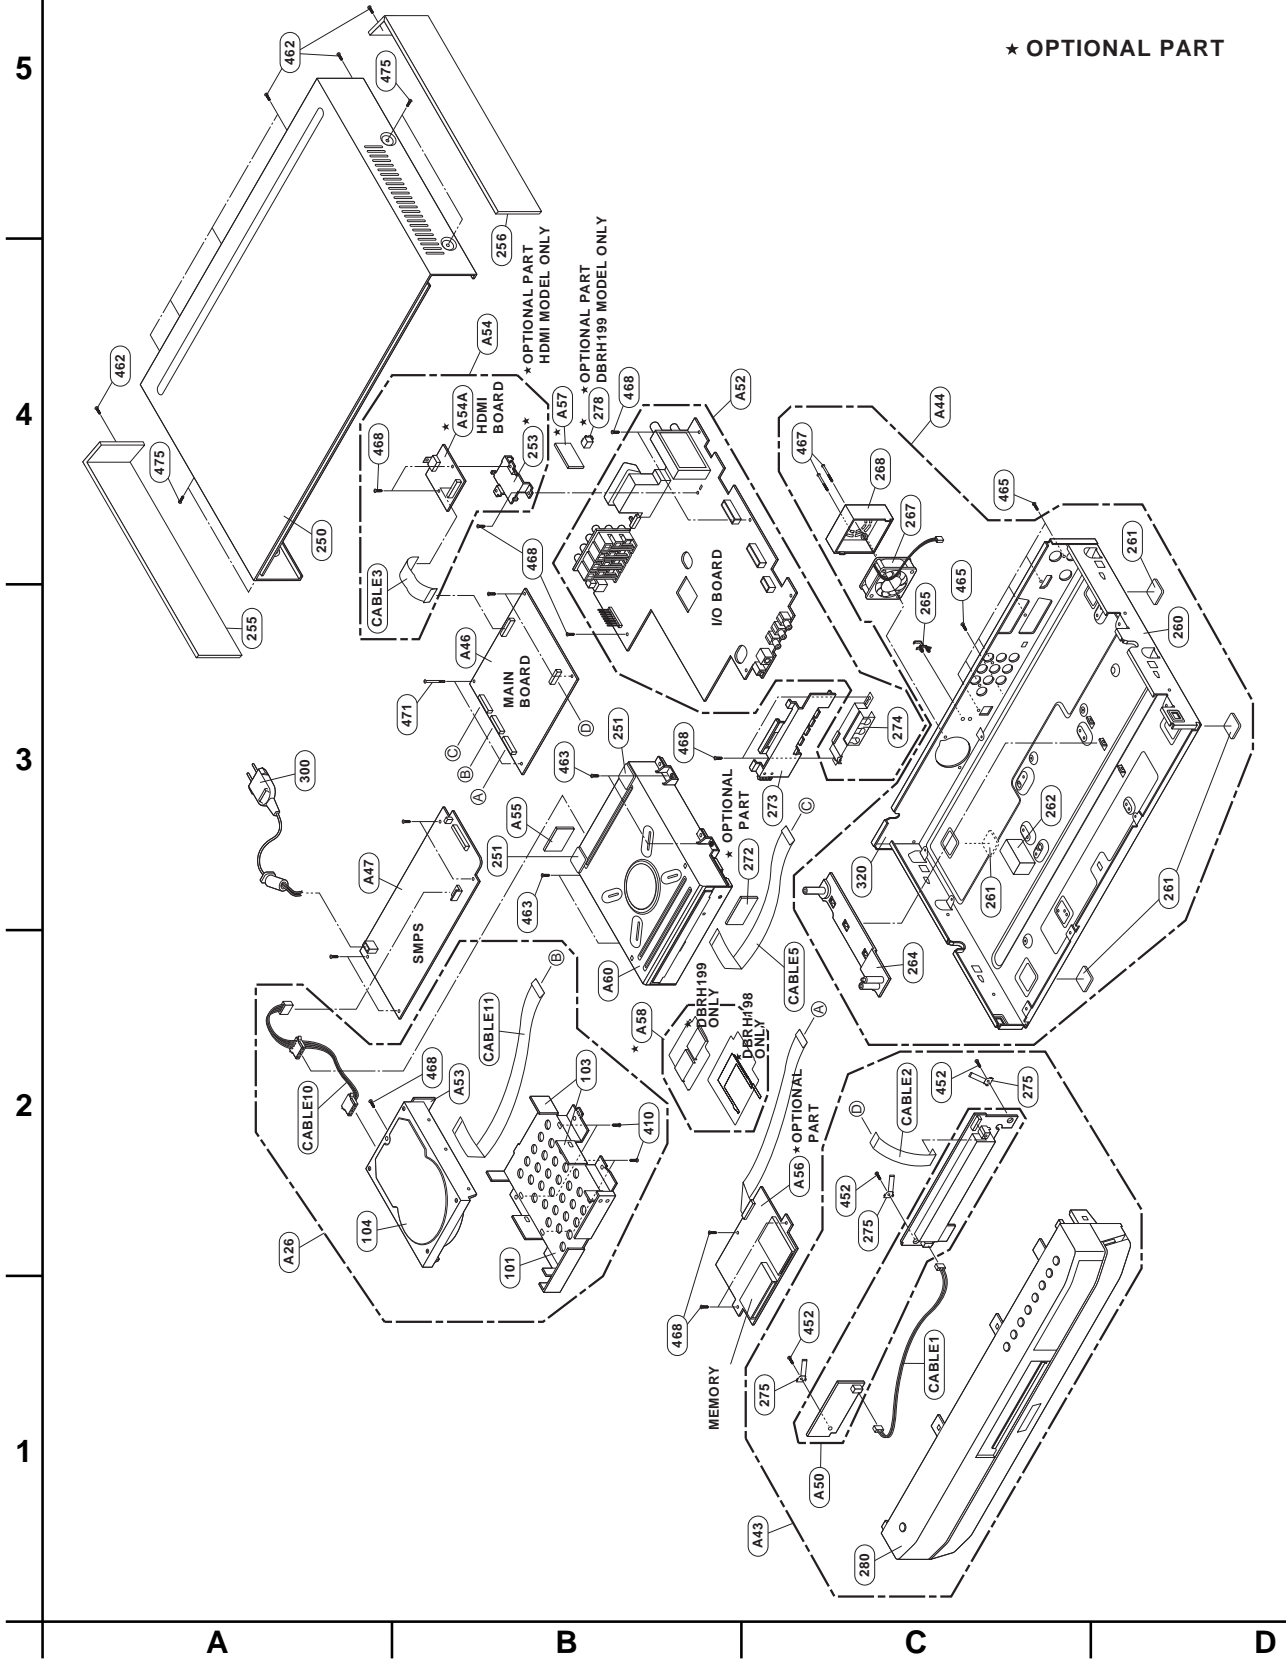 ★ OPTIONAL PART
5
462
475
256
4
462
475
250
255
A54
★ OPTIONAL PART
HDMI MODEL ONLY
★
A54A
HDMI
BOARD
468
253
★
A57
★
278
★
★ OPTIONAL PART
DBRH199 MODEL ONLY
468
A52
CABLE3
468
A46
MAIN
BOARD
471
I/O BOARD
A44
467
268
267
465
465
265
261
260
3
300
A47
SMPS
C
B
A
D
463
251
A55
251
463
468
273
274
★ OPTIONAL
PART
272
C
CABLE5
A60
320
262
261
261
264
2
CABLE10
468
A53
CABLE11
B
103
410
104
101
A26
A58
★
★
DBRH199
ONLY
★
DBRH198
ONLY
A
A56
★ OPTIONAL
PART
468
MEMORY
452
275
D
CABLE2
452
275
1
452
275
CABLE1
A50
A43
280
A
B
C
D